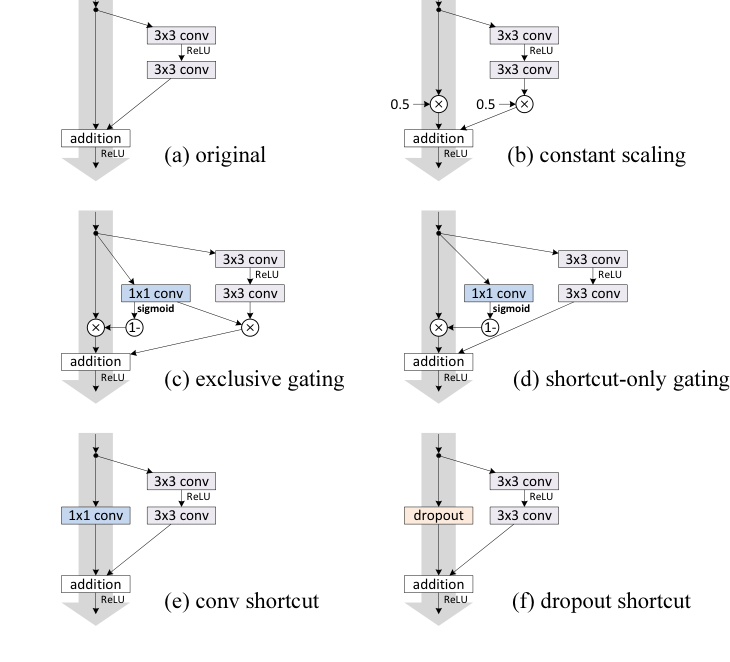 3x3 conv
ReLU
3x3 conv
addition
ReLU
(a) original
3x3 conv
ReLU
3x3 conv
0.5 × 0.5 ×
addition
ReLU
(b) constant scaling
3x3 conv
ReLU
1x1 conv 3x3 conv
sigmoid
× 1- ×
addition
ReLU
(c) exclusive gating
3x3 conv
ReLU
1x1 conv 3x3 conv
sigmoid
× 1-
addition
ReLU
(d) shortcut-only gating
3x3 conv
ReLU
1x1 conv 3x3 conv
addition
ReLU
(e) conv shortcut
3x3 conv
ReLU
dropout 3x3 conv
addition
ReLU
(f) dropout shortcut